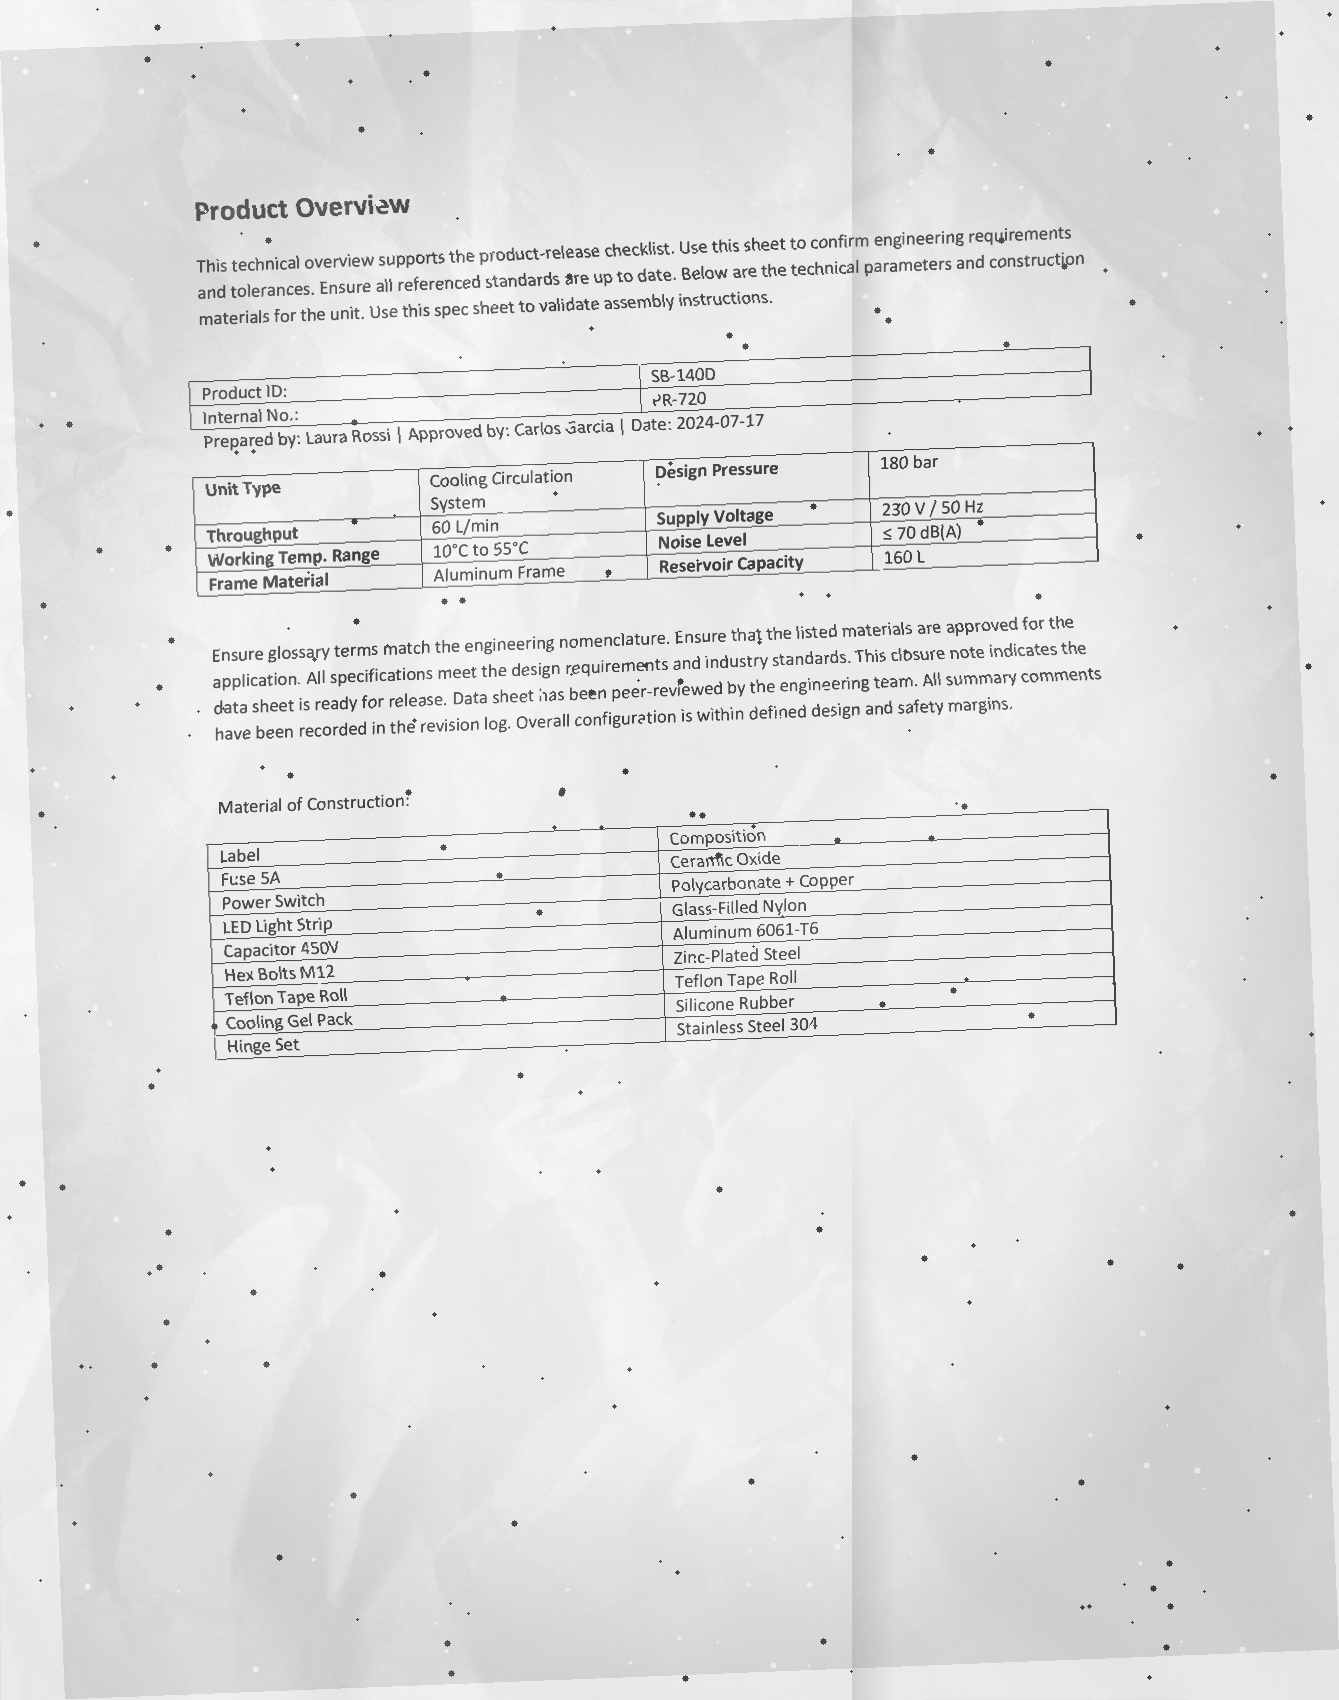 Product Overview
This technical overview supports the product-release checklist. Use this sheet to confirm engineering requirements
and tolerances. Ensure all referenced standards are up to date. Below are the technical parameters and construction
materials for the unit. Use this spec sheet to validate assembly instructions.
Product ID: SB-140D
Internal No.: PR-720
Prepared by: Laura Rossi | Approved by: Carlos Garcia | Date: 2024-07-17
Unit Type Cooling Circulation System Design Pressure 180 bar
Throughput 60 L/min Supply Voltage 230 V / 50 Hz
Working Temp. Range 10°C to 55°C Noise Level ≤ 70 dB(A)
Frame Material Aluminum Frame Reservoir Capacity 160 L
Ensure glossary terms match the engineering nomenclature. Ensure that the listed materials are approved for the
application. All specifications meet the design requirements and industry standards. This closure note indicates the
data sheet is ready for release. Data sheet has been peer-reviewed by the engineering team. All summary comments
have been recorded in the revision log. Overall configuration is within defined design and safety margins.
Material of Construction:
Label Composition
Fuse 5A Ceramic Oxide
Power Switch Polycarbonate + Copper
LED Light Strip Glass-Filled Nylon
Capacitor 450V Aluminum 6061-T6
Hex Bolts M12 Zinc-Plated Steel
Teflon Tape Roll Teflon Tape Roll
Cooling Gel Pack Silicone Rubber
Hinge Set Stainless Steel 304